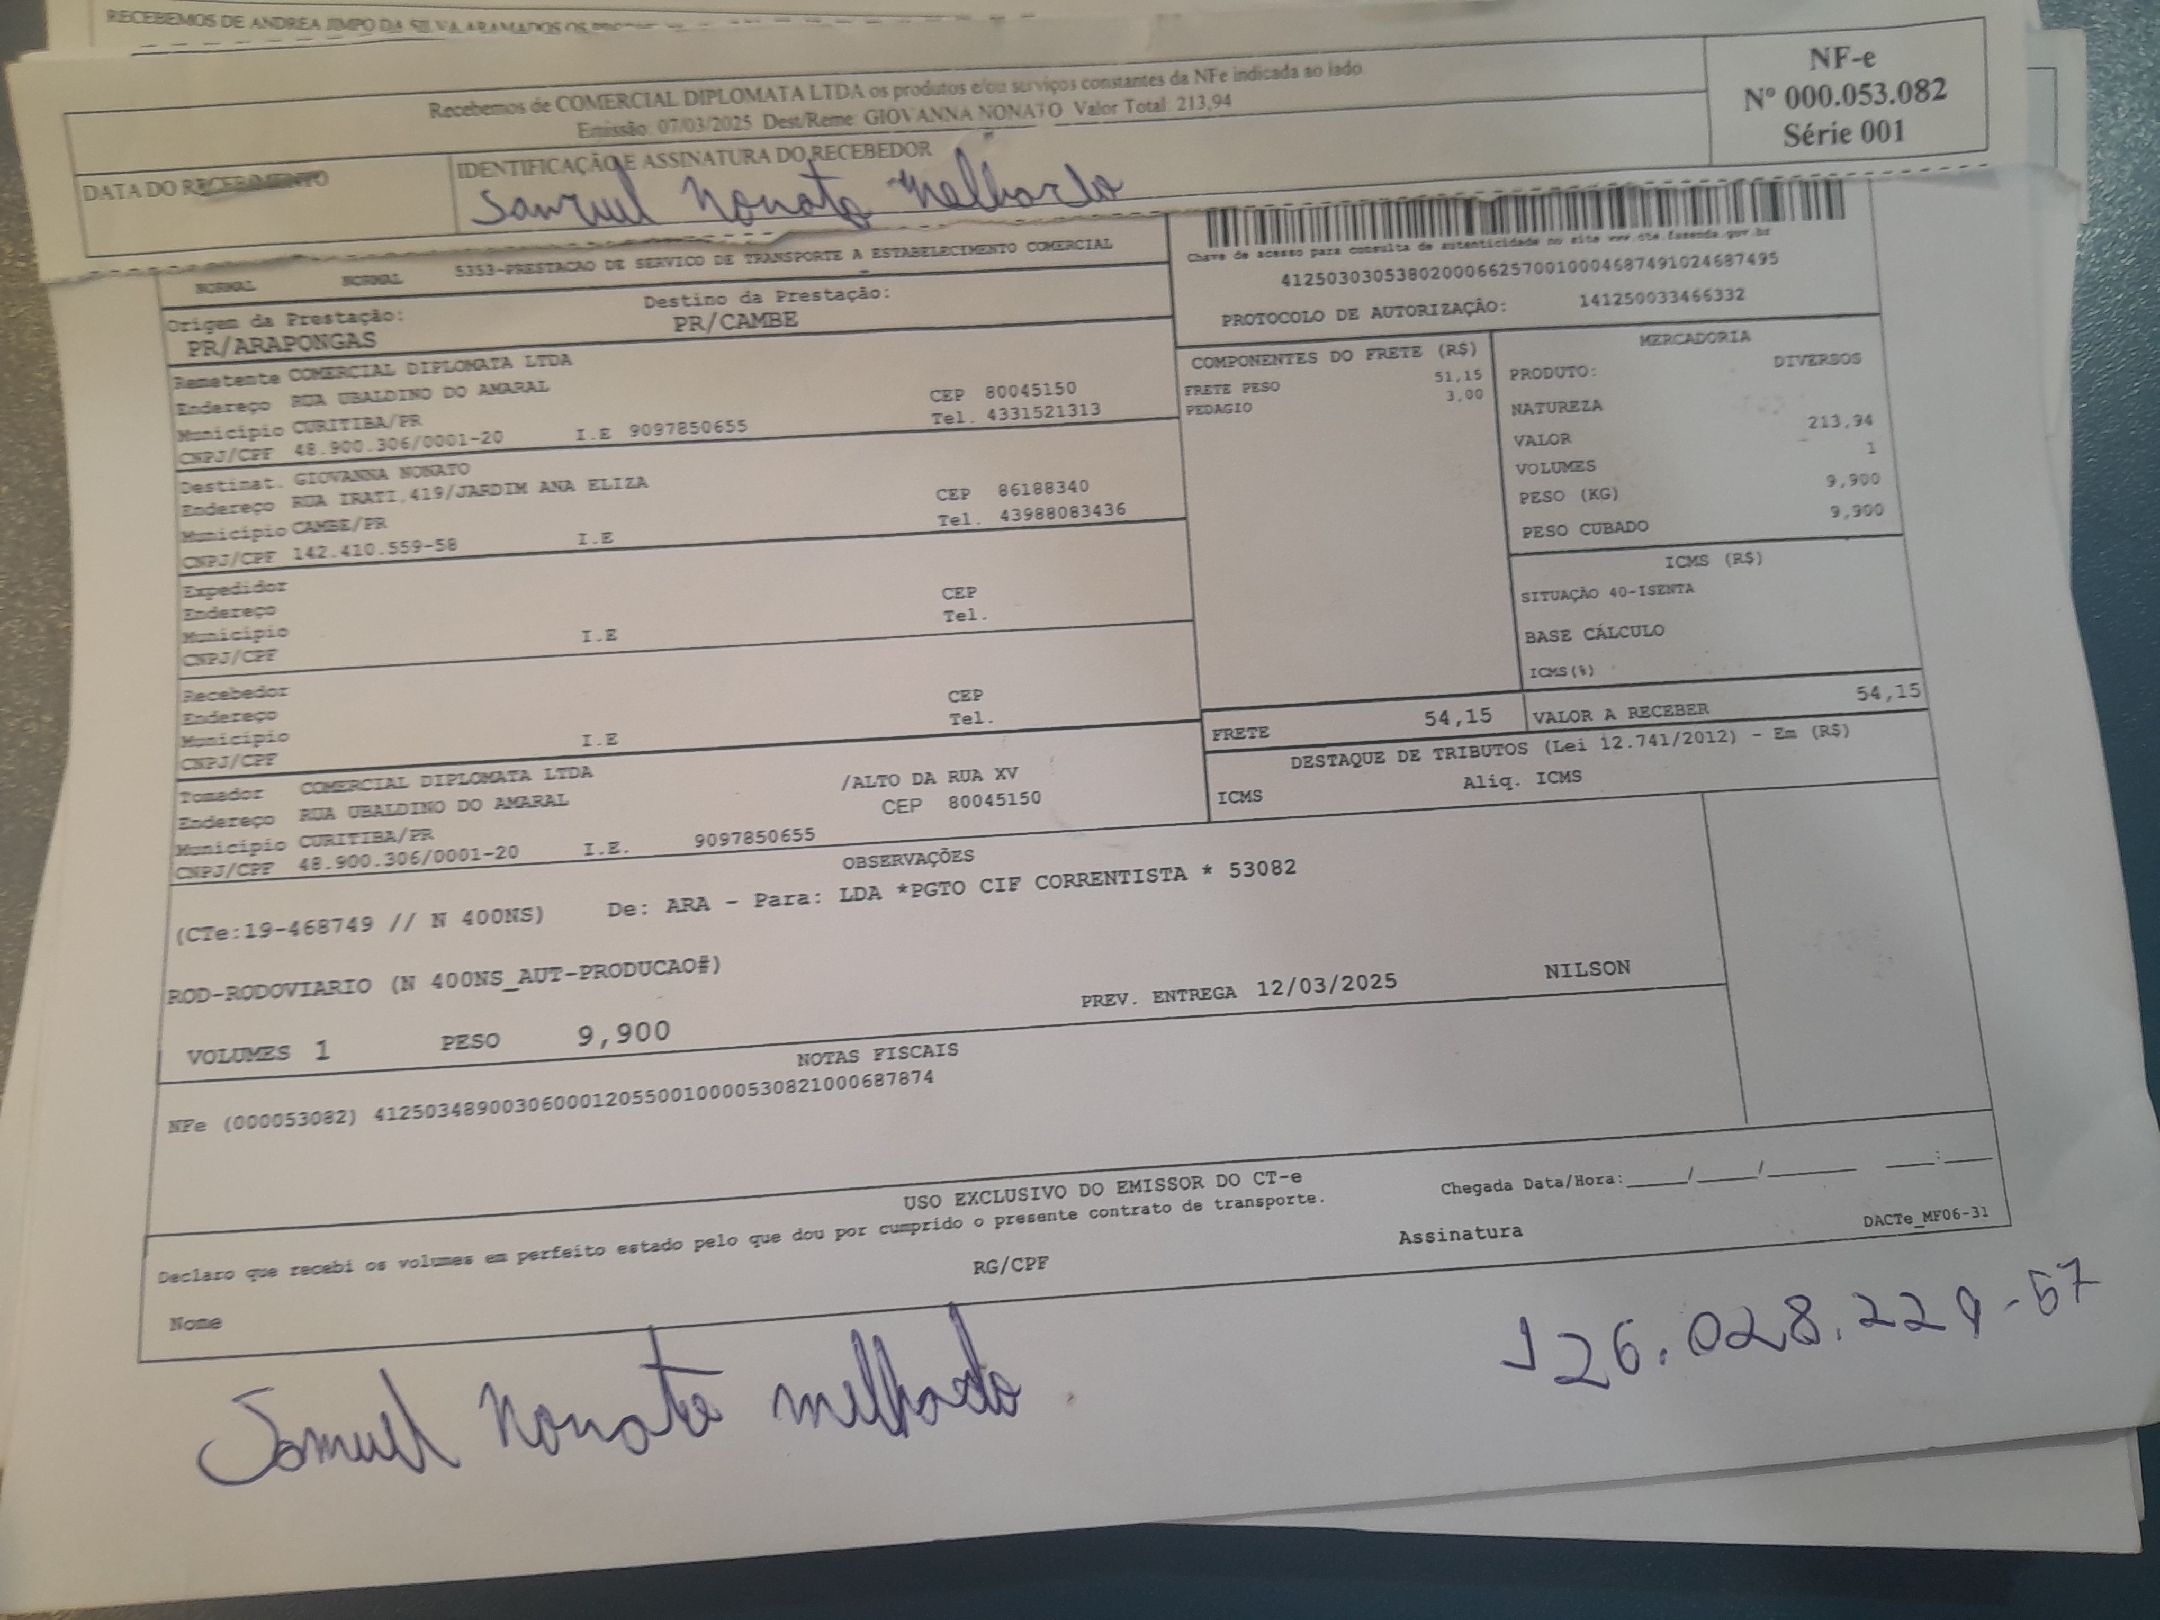 RECEBEMOS DE ANDREA JIMPO DA SILVA ARAMADOS OS
Recebemos de COMERCIAL DIPLOMATA LTDA os produtos e/ou serviços constantes da NFe indicada ao lado
Emissão: 07/03/2025 Dest/Reme: GIOVANNA NONATO Valor Total: 213,94
NF-e
Nº 000.053.082
Série 001
DATA DO RECEBIMENTO
IDENTIFICAÇÃO E ASSINATURA DO RECEBEDOR
Samuel Nonato Melhado
NORMAL NORMAL 5353-PRESTACAO DE SERVICO DE TRANSPORTE A ESTABELECIMENTO COMERCIAL
Chave de acesso para consulta de autenticidade no site www.cte.fazenda.gov.br
41250303053802000662570010004687491024687495
PROTOCOLO DE AUTORIZAÇÃO: 141250033466332
Origem da Prestação: Destino da Prestação:
PR/ARAPONGAS PR/CAMBE
Remetente COMERCIAL DIPLOMATA LTDA
Endereço RUA UBALDINO DO AMARAL CEP 80045150
Municipio CURITIBA/PR Tel. 4331521313
CNPJ/CPF 48.900.306/0001-20 I.E 9097850655
Destinat. GIOVANNA NONATO
Endereço RUA IRATI,419/JARDIM ANA ELIZA CEP 86188340
Municipio CAMBE/PR Tel. 43988083436
CNPJ/CPF 142.410.559-58 I.E
Expedidor
Endereço CEP
Municipio Tel.
CNPJ/CPF I.E
Recebedor
Endereço CEP
Municipio Tel.
CNPJ/CPF I.E
Tomador COMERCIAL DIPLOMATA LTDA
Endereço RUA UBALDINO DO AMARAL /ALTO DA RUA XV
Municipio CURITIBA/PR CEP 80045150
CNPJ/CPF 48.900.306/0001-20 I.E. 9097850655
COMPONENTES DO FRETE (R$)
FRETE PESO 51,15
PEDAGIO 3,00
MERCADORIA
PRODUTO: DIVERSOS
NATUREZA
VALOR 213,94
VOLUMES 1
PESO (KG) 9,900
PESO CUBADO 9,900
ICMS (R$)
SITUAÇÃO 40-ISENTA
BASE CÁLCULO
ICMS(%)
FRETE 54,15 VALOR A RECEBER 54,15
DESTAQUE DE TRIBUTOS (Lei 12.741/2012) - Em (R$)
ICMS Aliq. ICMS
OBSERVAÇÕES
(CTe:19-468749 // N 400NS) De: ARA - Para: LDA *PGTO CIF CORRENTISTA * 53082
ROD-RODOVIARIO (N 400NS_AUT-PRODUCAO#)
PREV. ENTREGA 12/03/2025 NILSON
VOLUMES 1 PESO 9,900
NOTAS FISCAIS
NFe (000053082) 41250348900306000120550010000530821000687874
USO EXCLUSIVO DO EMISSOR DO CT-e
Declaro que recebi os volumes em perfeito estado pelo que dou por cumprido o presente contrato de transporte.
Chegada Data/Hora:_____/_____/_______ ____:____
Nome RG/CPF Assinatura
DACTe_MF06-31
Samuel Nonato melhado
126.028.229-57